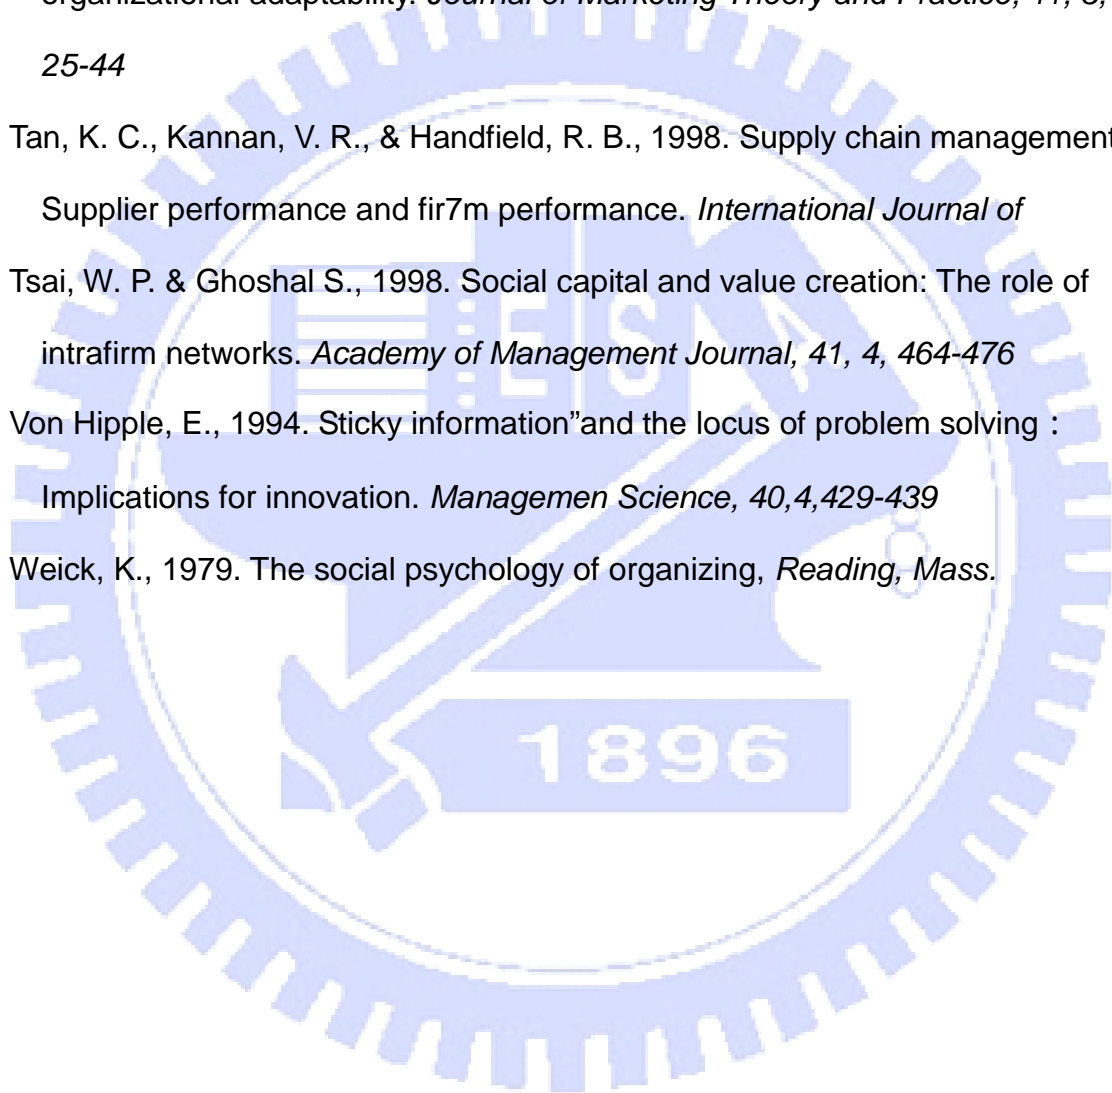 organizational adaptability. Journal of Marketing Theory and Practice, 11, 3,
25-44
Tan, K. C., Kannan, V. R., & Handfield, R. B., 1998. Supply chain management
Supplier performance and fir7m performance. International Journal of
Tsai, W. P. & Ghoshal S., 1998. Social capital and value creation: The role of
intrafirm networks. Academy of Management Journal, 41, 4, 464-476
Von Hipple, E., 1994. Sticky information”and the locus of problem solving：
Implications for innovation. Managemen Science, 40,4,429-439
Weick, K., 1979. The social psychology of organizing, Reading, Mass.
ESA
1896